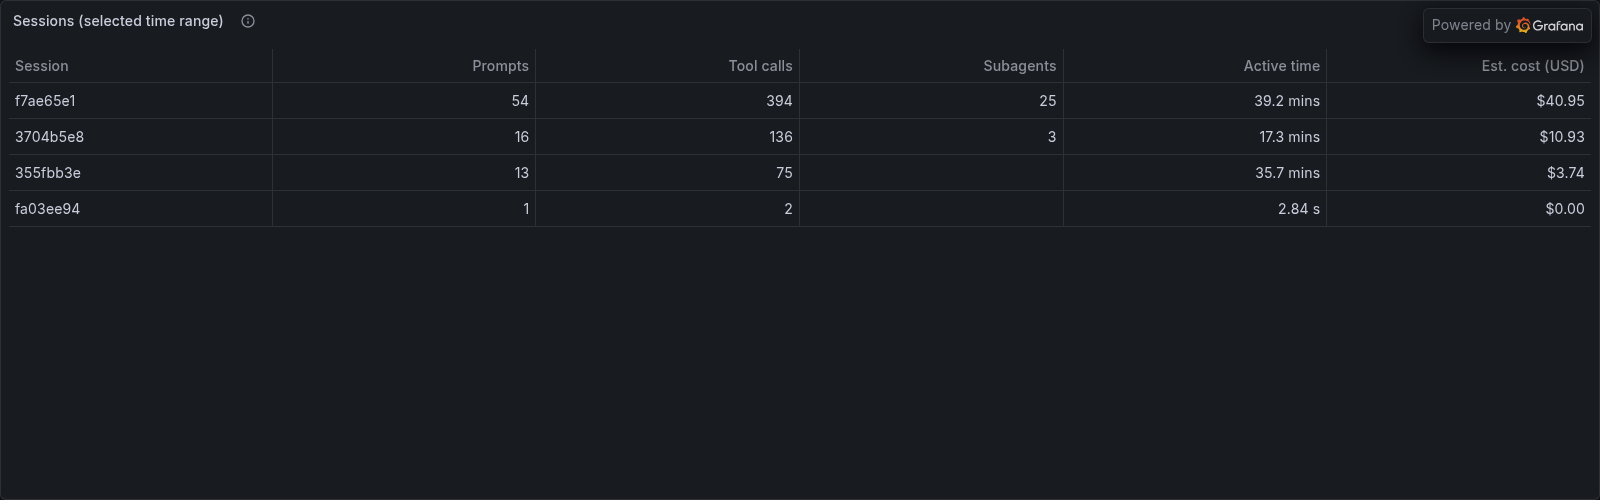 Sessions (selected time range)
Powered by Grafana
Session Prompts Tool calls Subagents Active time Est. cost (USD)
f7ae65e1 54 394 25 39.2 mins $40.95
3704b5e8 16 136 3 17.3 mins $10.93
355fbb3e 13 75 35.7 mins $3.74
fa03ee94 1 2 2.84 s $0.00